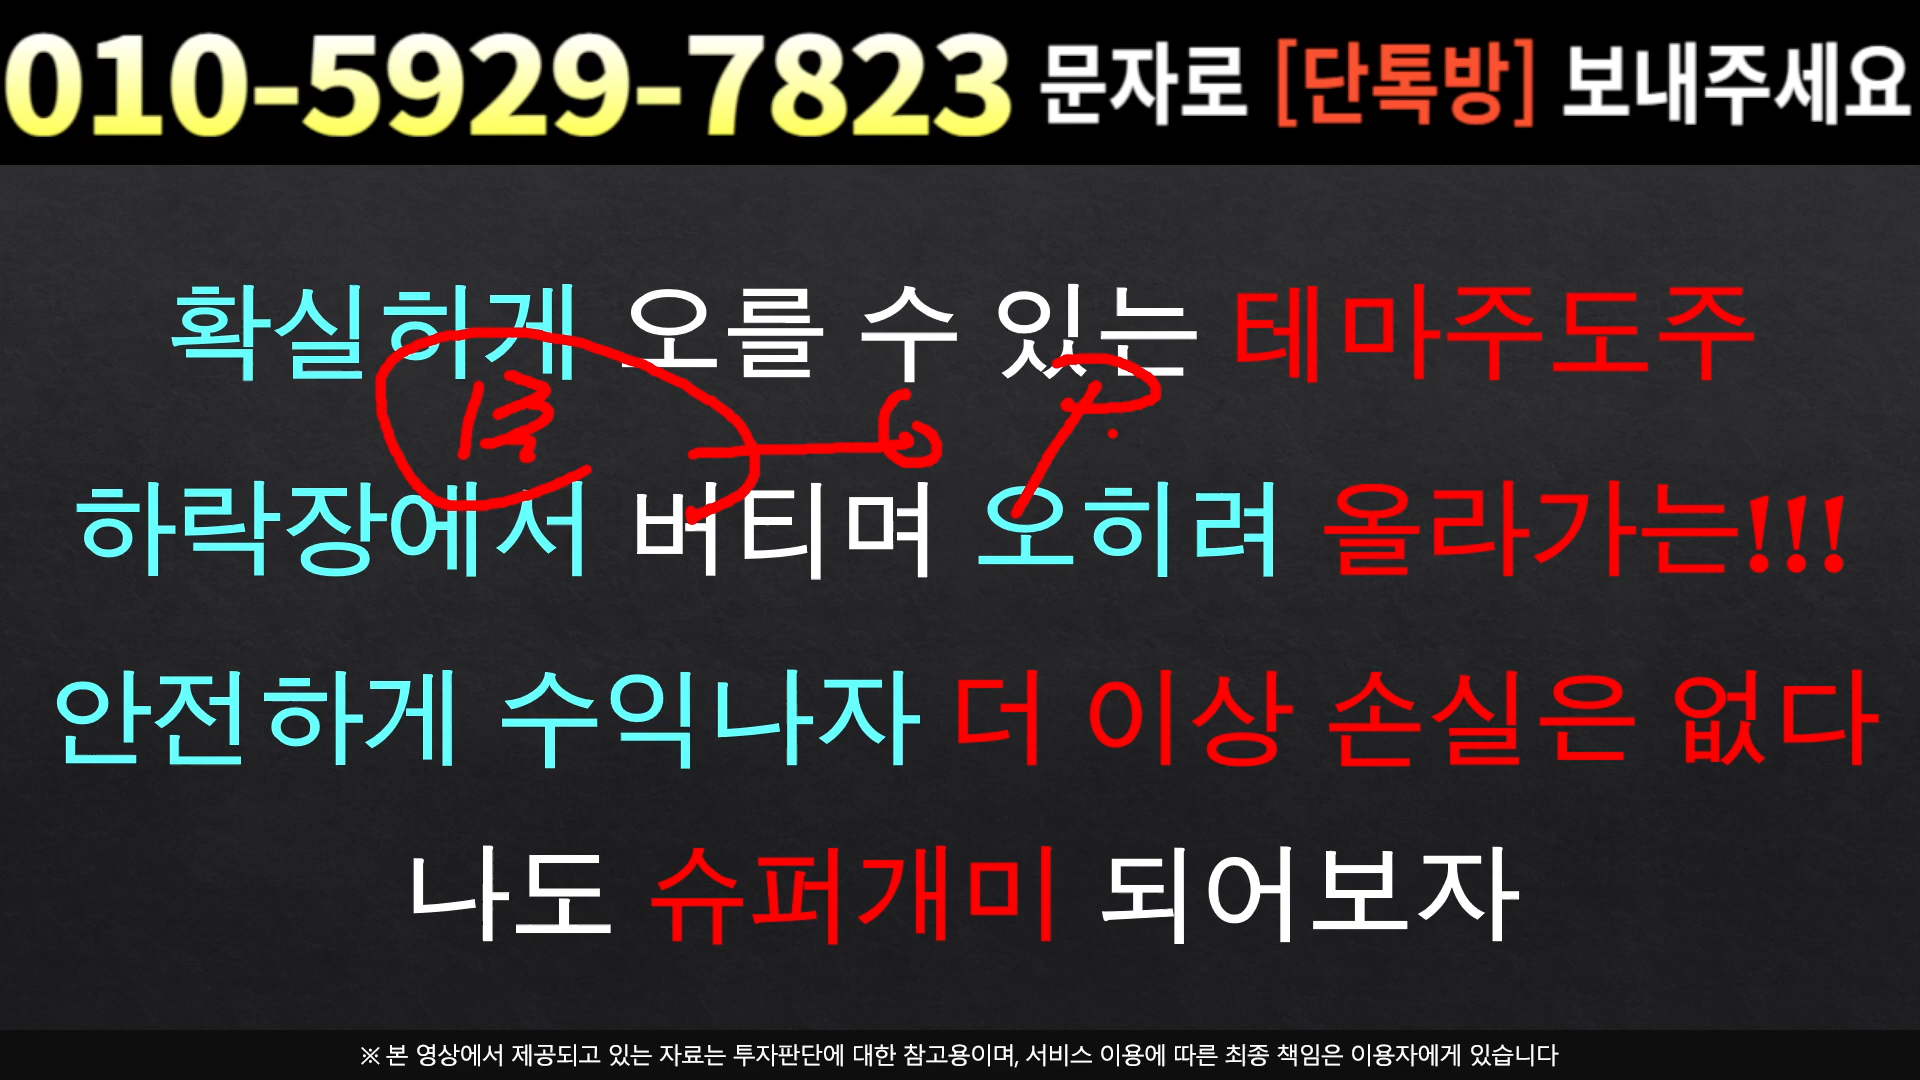 010-5929-7823 문자로 [단톡방] 보내주세요
확실하게 오를 수 있는 테마주도주
하락장에서 버티며 오히려 올라가는!!!
안전하게 수익나자 더 이상 손실은 없다
나도 슈퍼개미 되어보자
※ 본 영상에서 제공되고 있는 자료는 투자판단에 대한 참고용이며, 서비스 이용에 따른 최종 책임은 이용자에게 있습니다